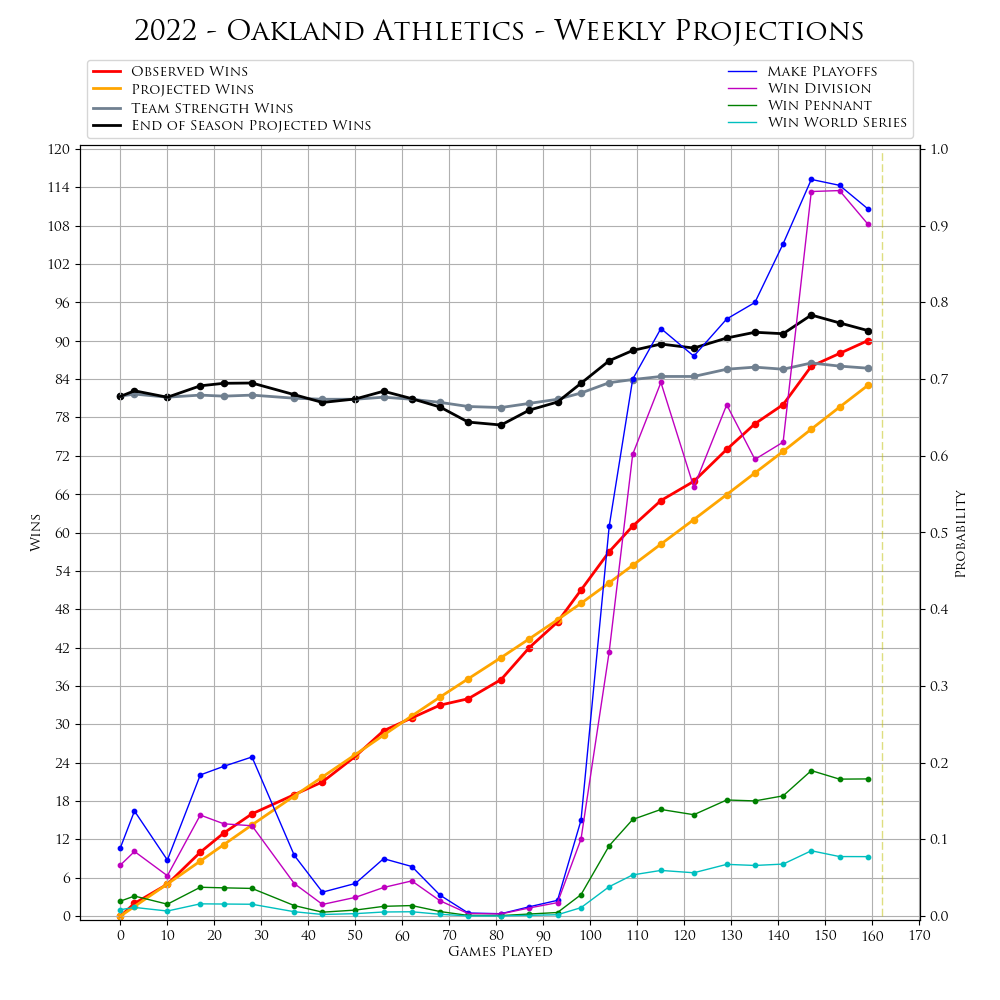 2022 - Oakland Athletics - Weekly Projections
Observed Wins
Projected Wins
Team Strength Wins
End of Season Projected Wins
Make Playoffs
Win Division
Win Pennant
Win World Series
120
114
108
102
96
90
84
78
72
66
60
54
48
42
36
30
24
18
12
6
0
Wins
1.0
0.9
0.8
0.7
0.6
0.5
0.4
0.3
0.2
0.1
0.0
Probability
0 10 20 30 40 50 60 70 80 90 100 110 120 130 140 150 160 170
Games Played